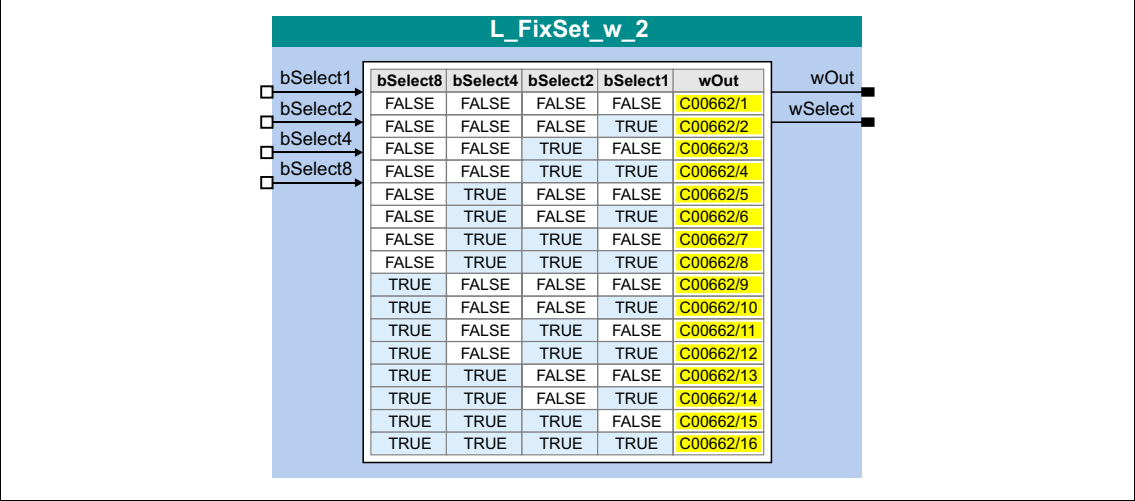 L_FixSet_w_2
bSelect1
bSelect2
bSelect4
bSelect8
bSelect8 bSelect4 bSelect2 bSelect1 wOut
FALSE FALSE FALSE FALSE C00662/1
FALSE FALSE FALSE TRUE C00662/2
FALSE FALSE TRUE FALSE C00662/3
FALSE FALSE TRUE TRUE C00662/4
FALSE TRUE FALSE FALSE C00662/5
FALSE TRUE FALSE TRUE C00662/6
FALSE TRUE TRUE FALSE C00662/7
FALSE TRUE TRUE TRUE C00662/8
TRUE FALSE FALSE FALSE C00662/9
TRUE FALSE FALSE TRUE C00662/10
TRUE FALSE TRUE FALSE C00662/11
TRUE FALSE TRUE TRUE C00662/12
TRUE TRUE FALSE FALSE C00662/13
TRUE TRUE FALSE TRUE C00662/14
TRUE TRUE TRUE FALSE C00662/15
TRUE TRUE TRUE TRUE C00662/16
wOut
wSelect